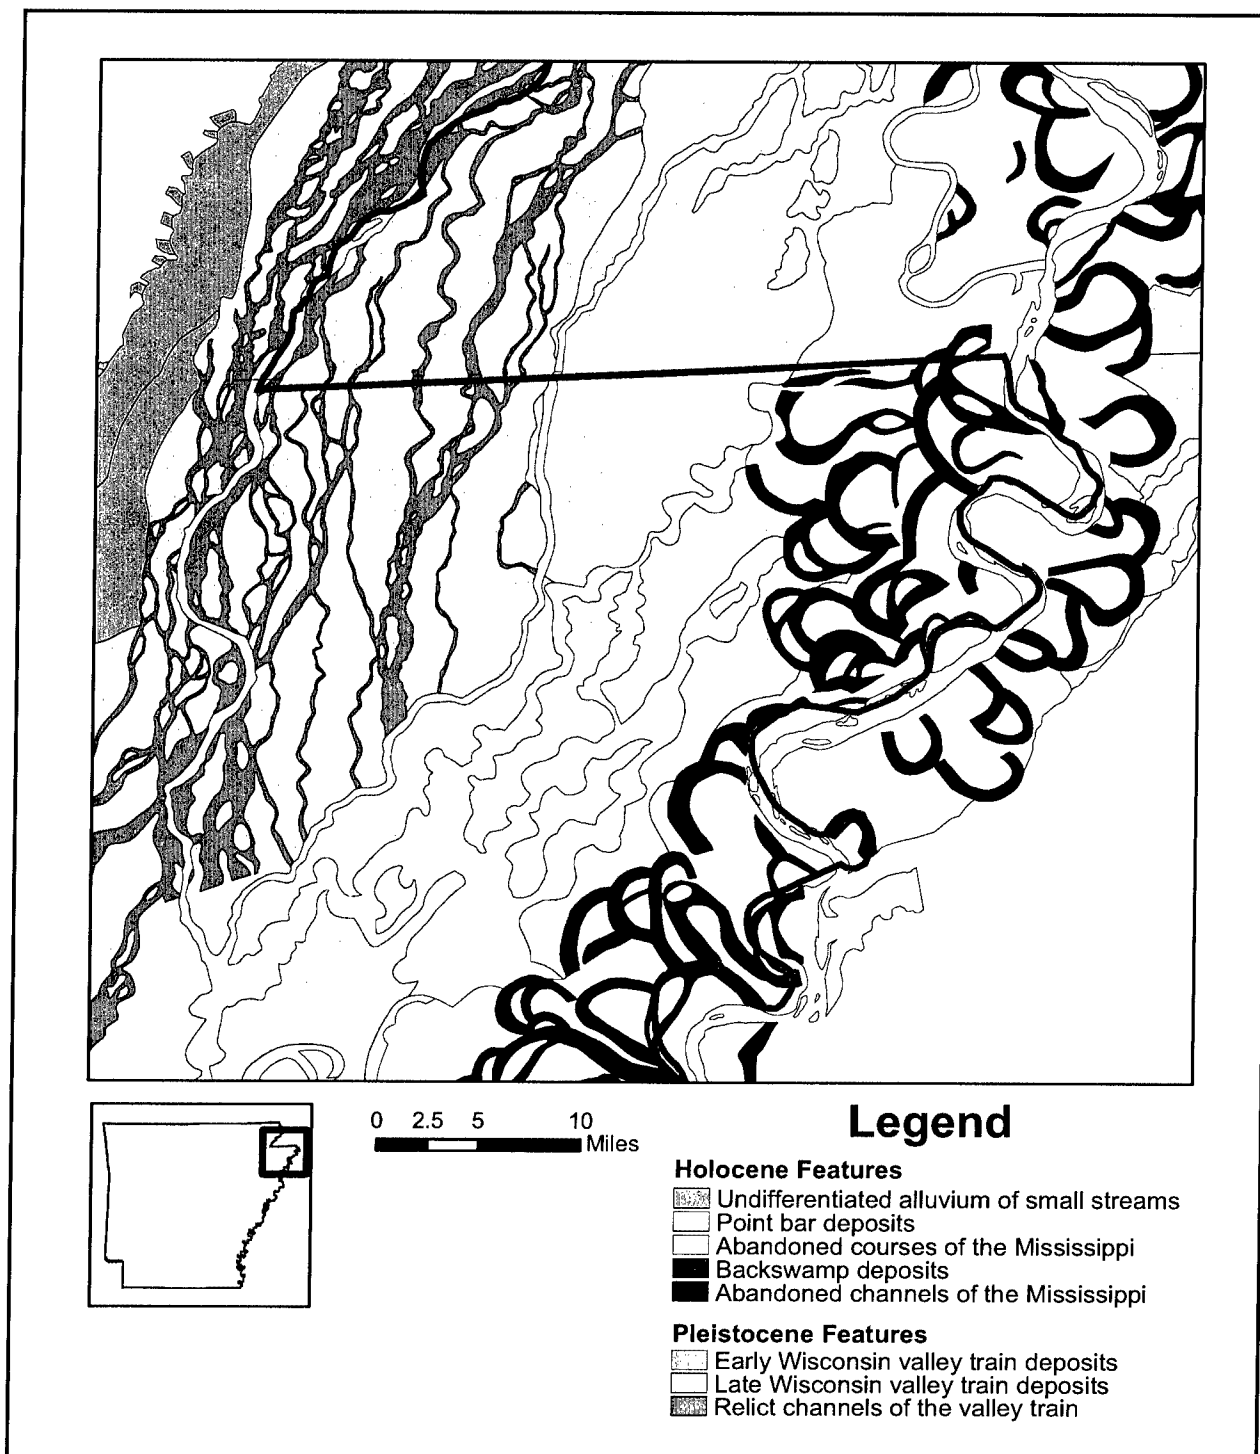 0 2.5 5 10
Miles
Legend
Holocene Features
Undifferentiated alluvium of small streams
Point bar deposits
Abandoned courses of the Mississippi
Backswamp deposits
Abandoned channels of the Mississippi
Pleistocene Features
Early Wisconsin valley train deposits
Late Wisconsin valley train deposits
Relict channels of the valley train